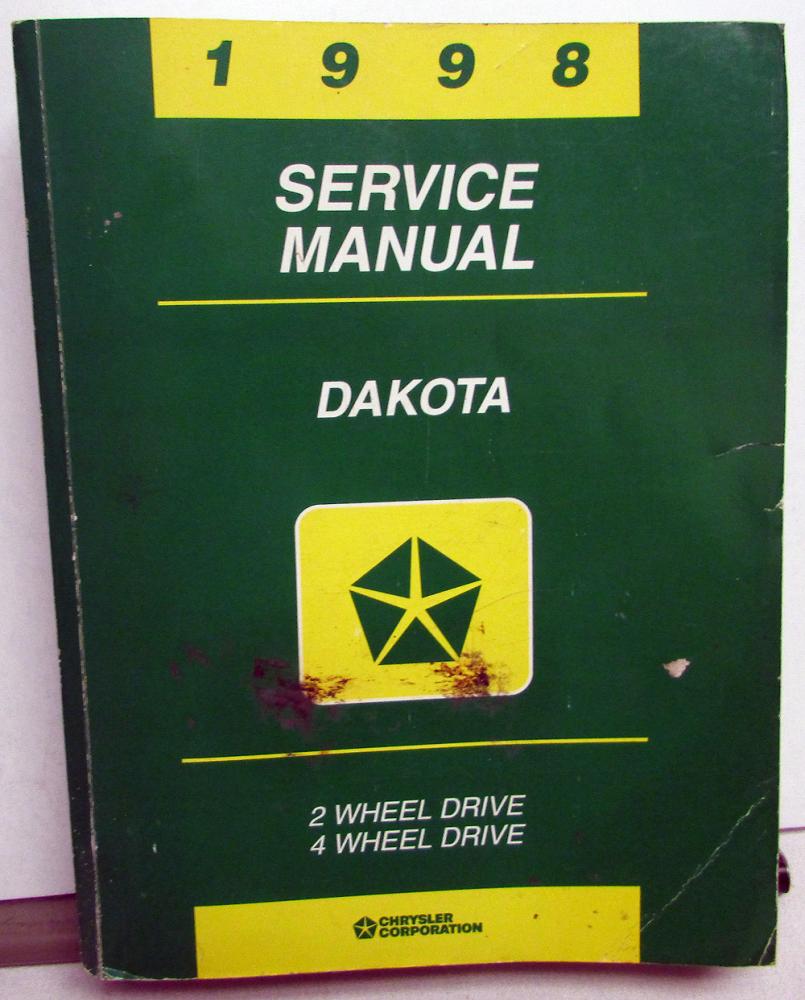 1 9 9 8
SERVICE
MANUAL
DAKOTA
2 WHEEL DRIVE
4 WHEEL DRIVE
CHRYSLER
CORPORATION